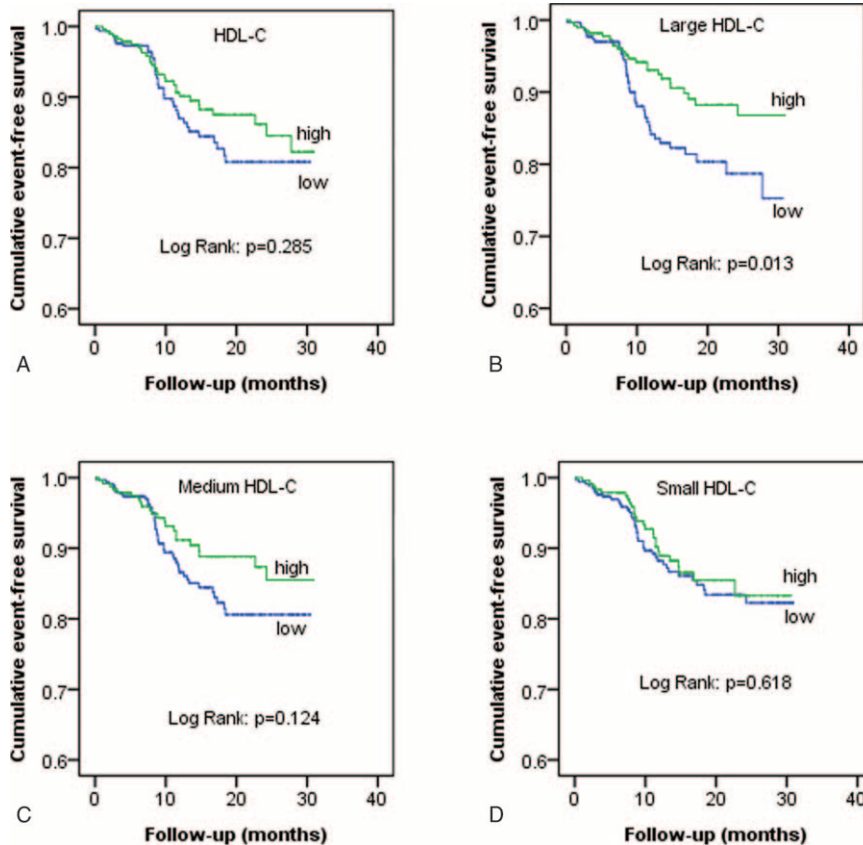 Cumulative event-free survival
1.0
0.9
0.8
0.7
0.6
HDL-C
high
low
Log Rank: p=0.285
0 10 20 30 40
A
Follow-up (months)
Cumulative event-free survival
1.0
0.9
0.8
0.7
0.6
Large HDL-C
high
low
Log Rank: p=0.013
0 10 20 30 40
B
Follow-up (months)
Cumulative event-free survival
1.0
0.9
0.8
0.7
0.6
Medium HDL-C
high
low
Log Rank: p=0.124
0 10 20 30 40
C
Follow-up (months)
Cumulative event-free survival
1.0
0.9
0.8
0.7
0.6
Small HDL-C
high
low
Log Rank: p=0.618
0 10 20 30 40
D
Follow-up (months)